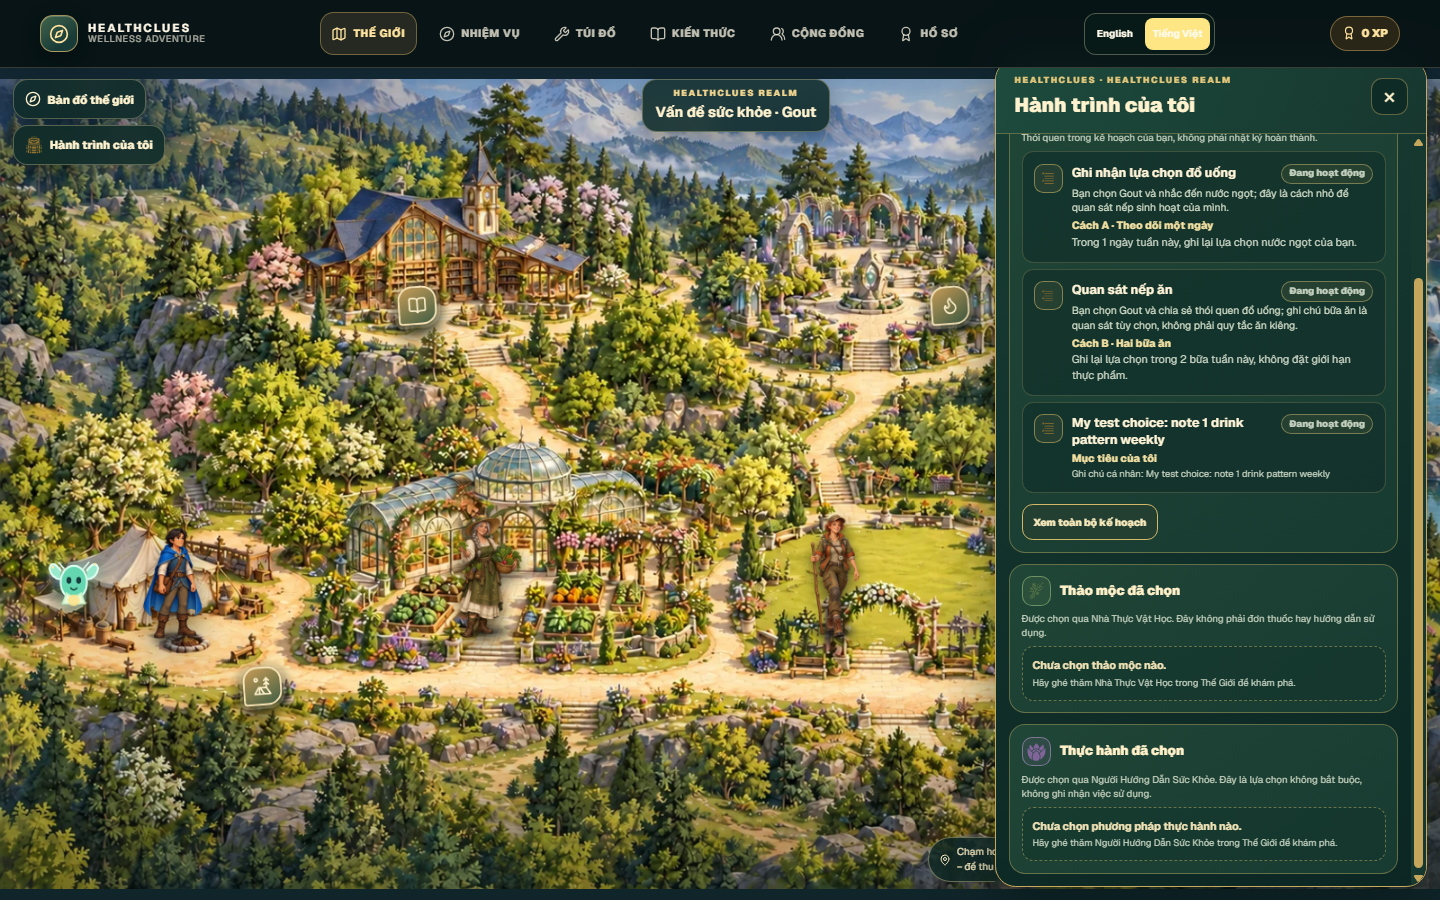 HEALTHCLUES
WELLNESS ADVENTURE
THẾ GIỚI
NHIỆM VỤ
TÚI ĐỒ
KIẾN THỨC
CỘNG ĐỒNG
HỒ SƠ
English
Tiếng Việt
0 XP
Bản đồ thế giới
Hành trình của tôi
HEALTHCLUES REALM
Vấn đề sức khỏe · Gout
HEALTHCLUES · HEALTHCLUES REALM
Hành trình của tôi
Thói quen trong kế hoạch của bạn, không phải nhật ký hoàn thành.
Ghi nhận lựa chọn đồ uống
Đang hoạt động
Bạn chọn Gout và nhắc đến nước ngọt; đây là cách nhỏ để
quan sát nếp sinh hoạt của mình.
Cách A · Theo dõi một ngày
Trong 1 ngày tuần này, ghi lại lựa chọn nước ngọt của bạn.
Quan sát nếp ăn
Đang hoạt động
Bạn chọn Gout và chia sẻ thói quen đồ uống; ghi chú bữa ăn là
quan sát tùy chọn, không phải quy tắc ăn kiêng.
Cách B · Hai bữa ăn
Ghi lại lựa chọn trong 2 bữa tuần này, không đặt giới hạn
thực phẩm.
My test choice: note 1 drink
pattern weekly
Đang hoạt động
Mục tiêu của tôi
Ghi chú cá nhân: My test choice: note 1 drink pattern weekly
Xem toàn bộ kế hoạch
Thảo mộc đã chọn
Được chọn qua Nhà Thực Vật Học. Đây không phải đơn thuốc hay hướng dẫn sử
dụng.
Chưa chọn thảo mộc nào.
Hãy ghé thăm Nhà Thực Vật Học trong Thế Giới để khám phá.
Thực hành đã chọn
Được chọn qua Người Hướng Dẫn Sức Khỏe. Đây là lựa chọn không bắt buộc,
không ghi nhận việc sử dụng.
Chưa chọn phương pháp thực hành nào.
Hãy ghé thăm Người Hướng Dẫn Sức Khỏe trong Thế Giới để khám phá.
Chạm
– để thu